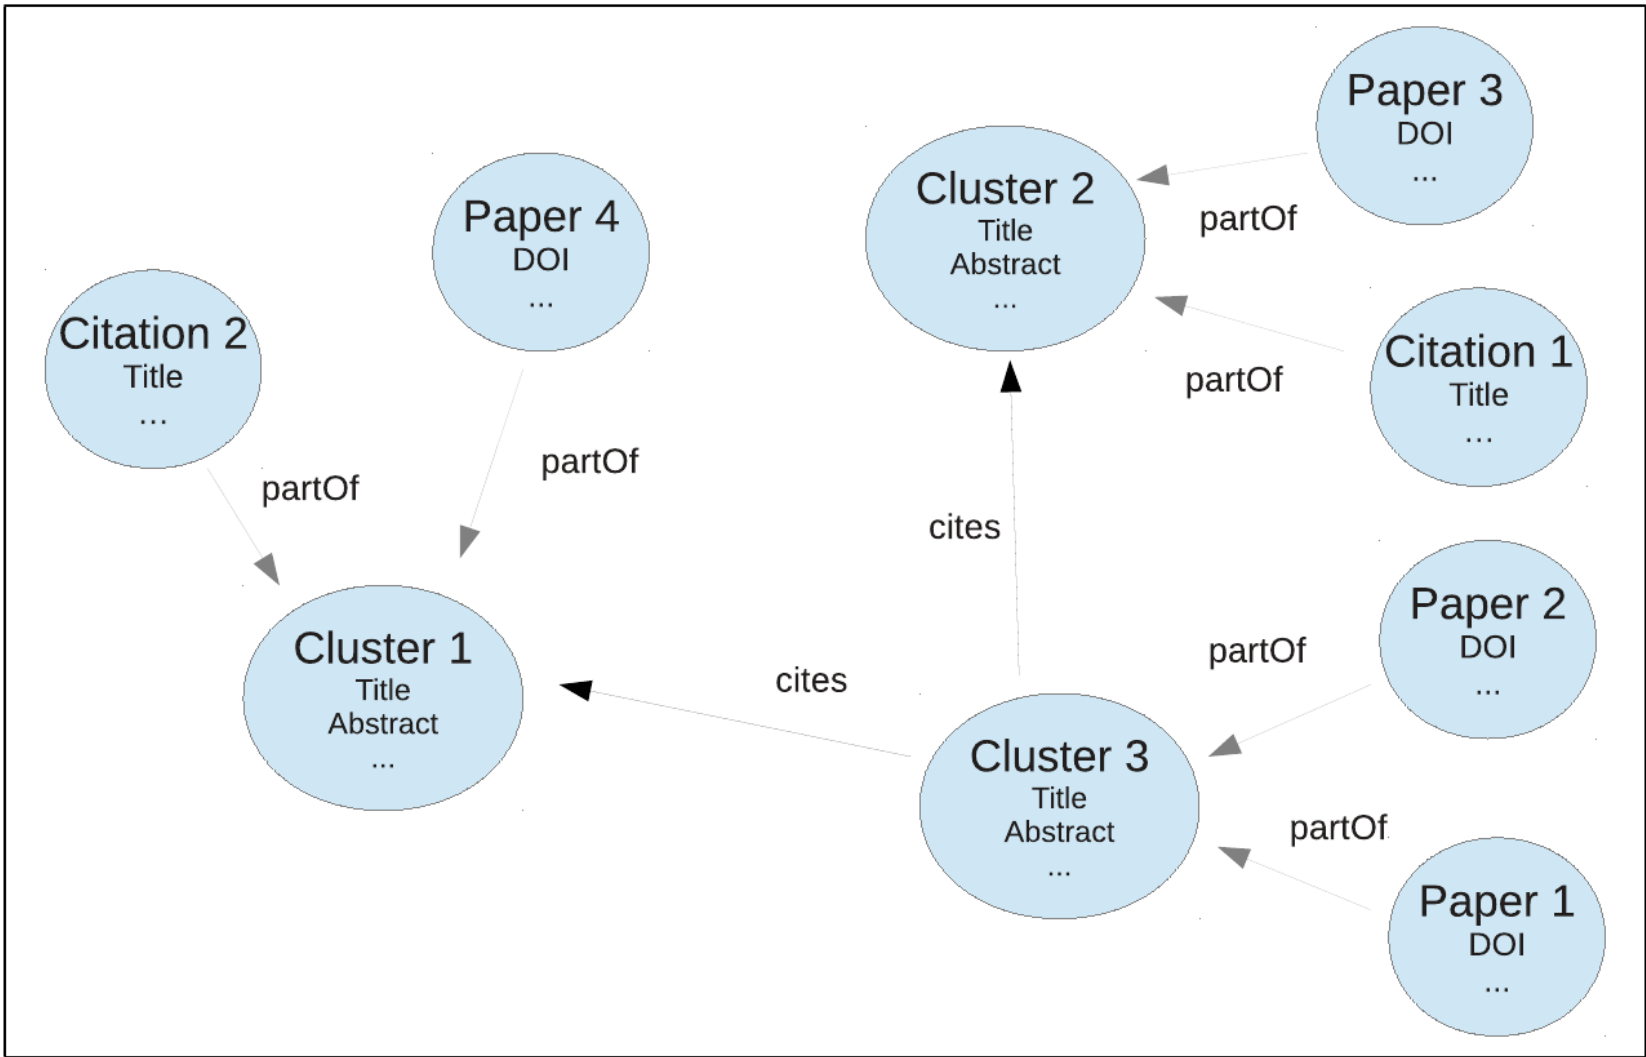 Paper 3
DOI
...
Cluster 2
Title
Abstract
...
partOf
Paper 4
DOI
...
Citation 2
Title
...
Citation 1
Title
...
partOf
partOf
partOf
cites
Paper 2
DOI
...
partOf
Cluster 1
Title
Abstract
...
cites
Cluster 3
Title
Abstract
...
partOf
Paper 1
DOI
...